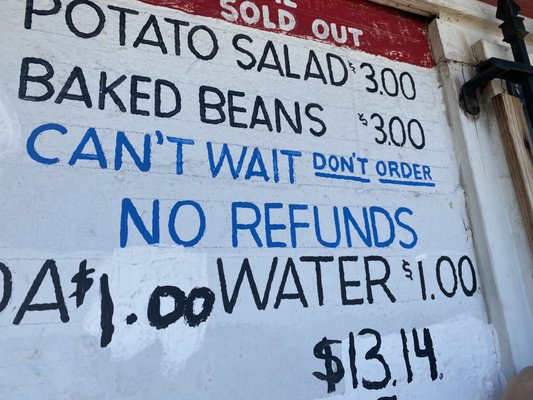 SOLD OUT
POTATO SALAD $3.00
BAKED BEANS $3.00
CAN'T WAIT DON'T ORDER
NO REFUNDS
DA $1.00 WATER $1.00
$13.14.